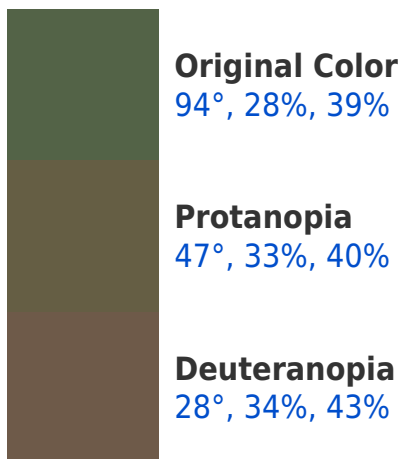 Original Color
94°, 28%, 39%
Protanopia
47°, 33%, 40%
Deuteranopia
28°, 34%, 43%